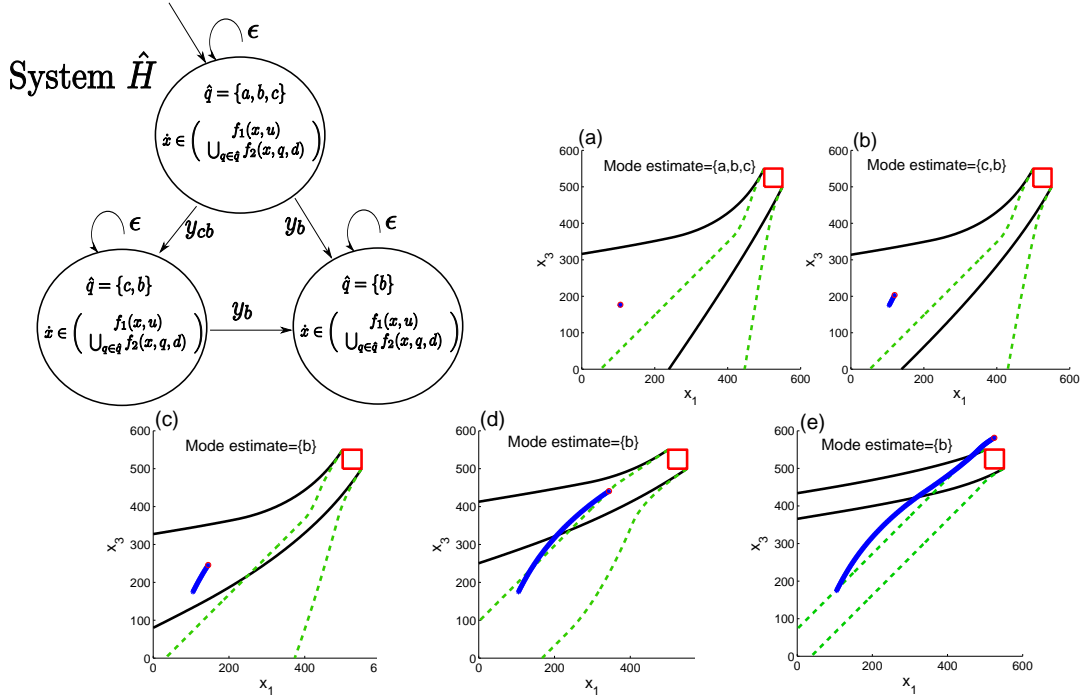 System Ĥ
ϵ
q̂ = {a, b, c}
ẋ ∈ ( f₁(x, u)
⋃q∈q̂ f₂(x, q, d) )
y_cb
y_b
ϵ
q̂ = {c, b}
ẋ ∈ ( f₁(x, u)
⋃q∈q̂ f₂(x, q, d) )
y_b
ϵ
q̂ = {b}
ẋ ∈ ( f₁(x, u)
⋃q∈q̂ f₂(x, q, d) )
(a)
Mode estimate={a,b,c}
600
500
400
300
200
100
0
x₃
0 200 400 600
x₁
(b)
Mode estimate={c,b}
600
500
400
300
200
100
0
x₃
0 200 400 600
x₁
(c)
Mode estimate={b}
600
500
400
300
200
100
0
x₃
0 200 400 6
x₁
(d)
Mode estimate={b}
600
500
400
300
200
100
0
x₃
0 200 400
x₁
(e)
Mode estimate={b}
600
500
400
300
200
100
0
x₃
0 200 400 600
x₁